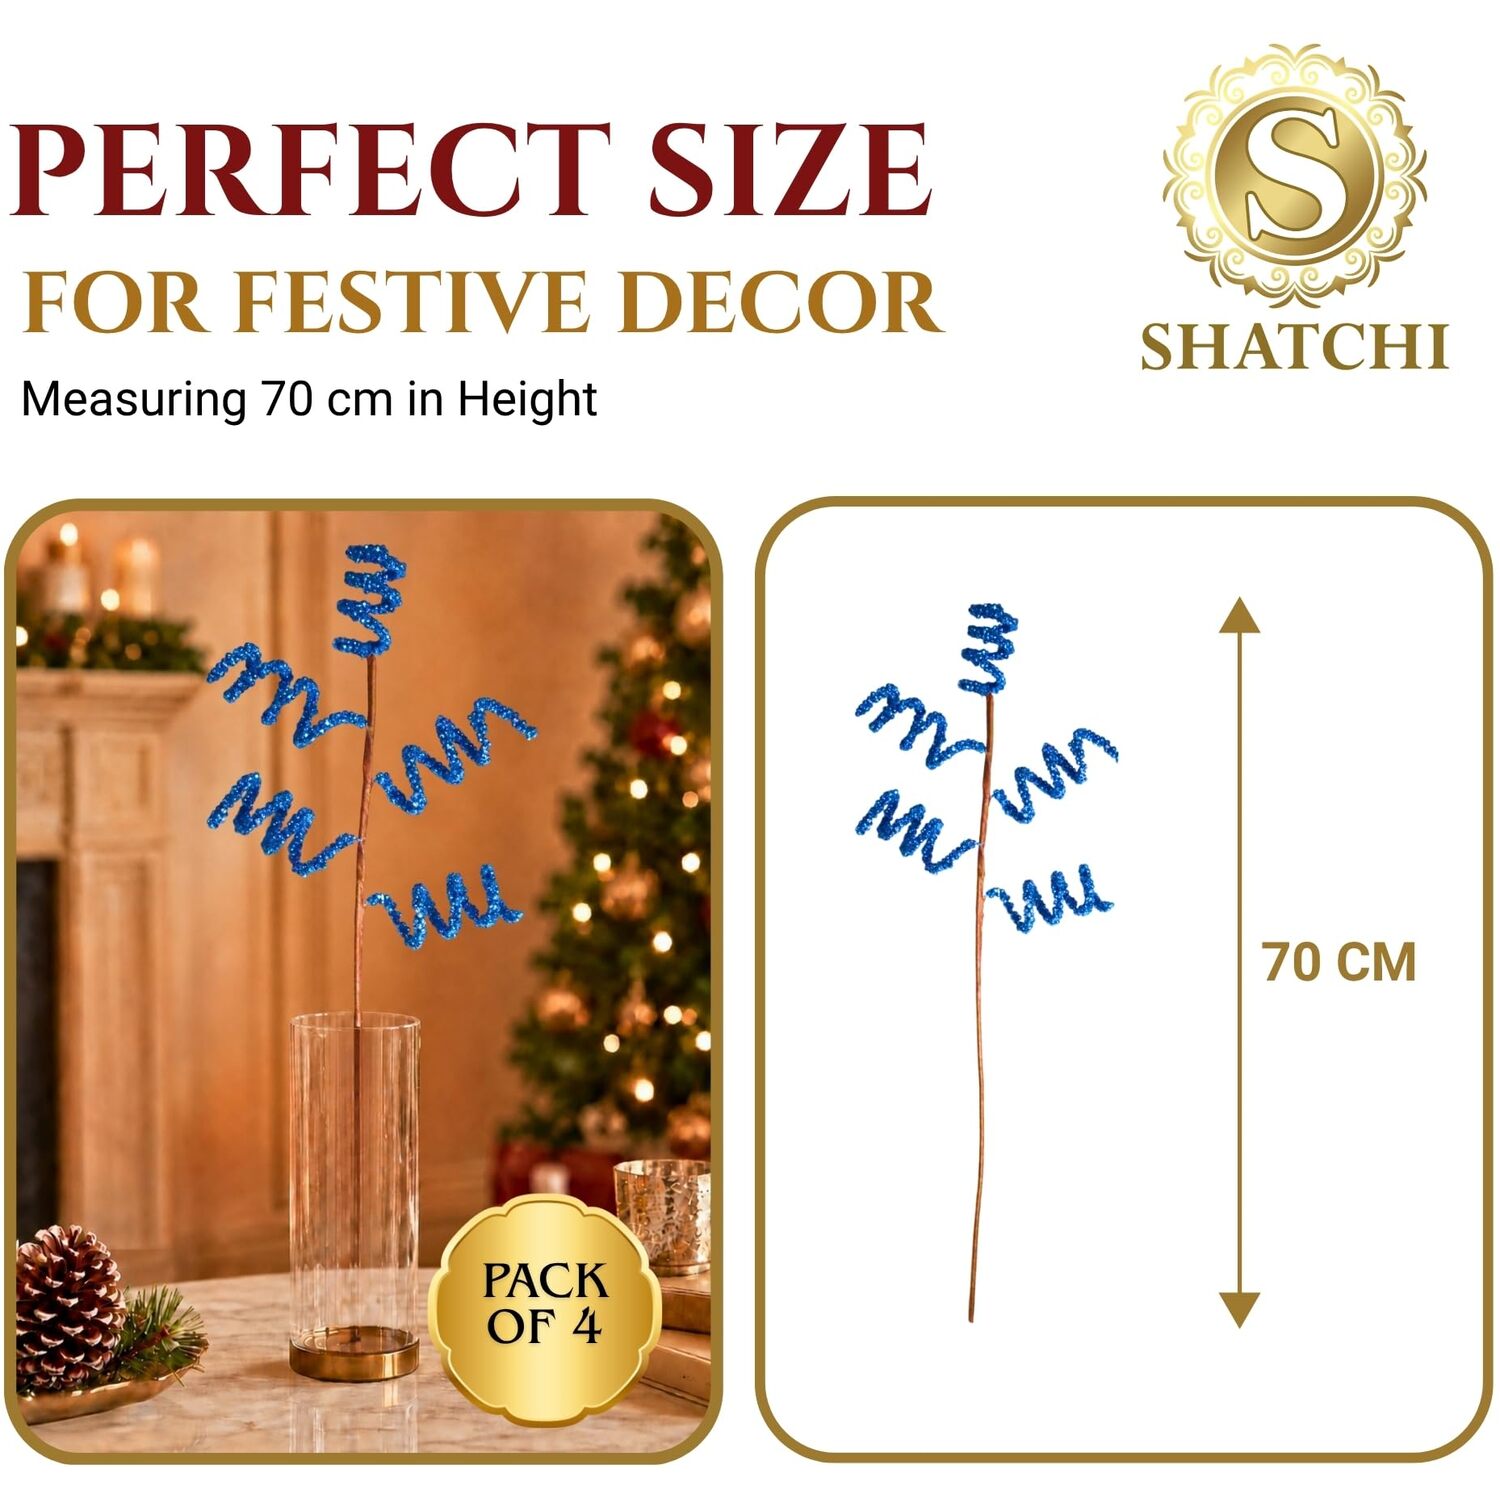 PERFECT SIZE
FOR FESTIVE DECOR
Measuring 70 cm in Height
S
SHATCHI
PACK
OF 4
70 CM